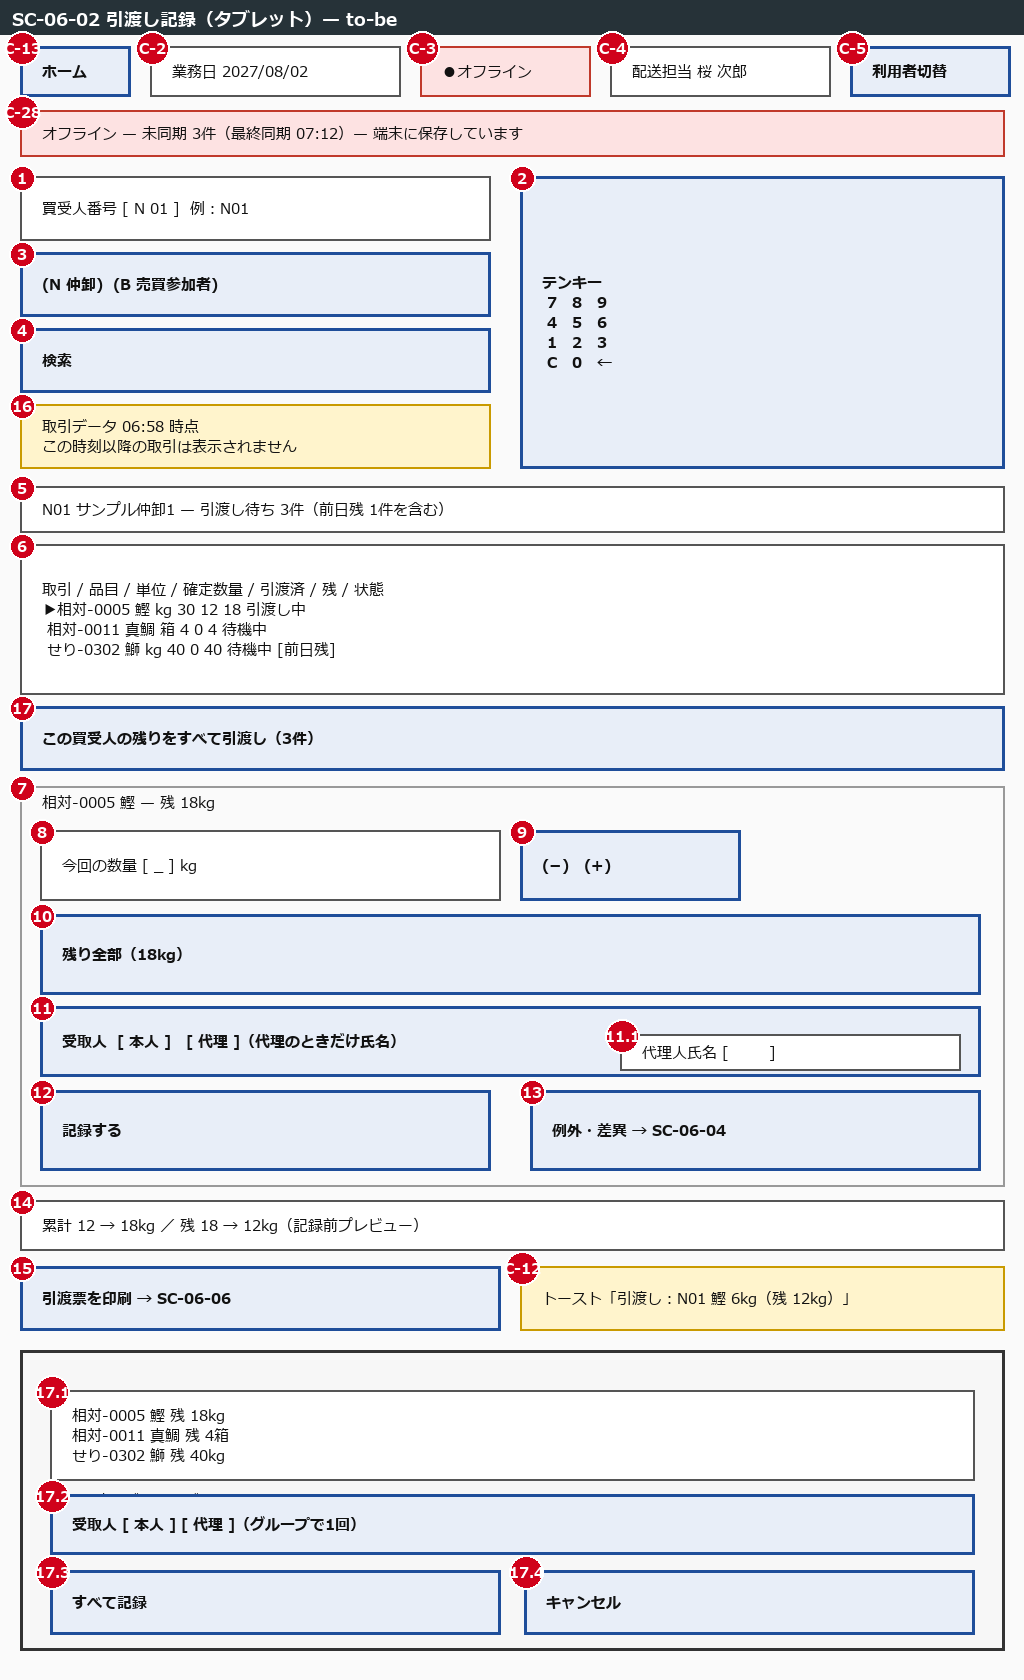 SC-06-02 引渡し記録（タブレット）— to-be
C-13
ホーム
C-2
業務日 2027/08/02
C-3
●オフライン
C-4
配送担当 桜 次郎
C-5
利用者切替
C-28
オフライン — 未同期 3件（最終同期 07:12）— 端末に保存しています
1
買受人番号 [ N 01 ]  例：N01
2
テンキー
7 8 9
4 5 6
1 2 3
C 0 ←
3
(N 仲卸) (B 売買参加者)
4
検索
16
取引データ 06:58 時点
この時刻以降の取引は表示されません
5
N01 サンプル仲卸1 — 引渡し待ち 3件（前日残 1件を含む）
6
取引 / 品目 / 単位 / 確定数量 / 引渡済 / 残 / 状態
▶相対-0005 鰹 kg 30 12 18 引渡し中
相対-0011 真鯛 箱 4 0 4 待機中
せり-0302 鰤 kg 40 0 40 待機中 [前日残]
17
この買受人の残りをすべて引渡し（3件）
7
相対-0005 鰹 — 残 18kg
8
今回の数量 [ _ ] kg
9
(−) (+)
10
残り全部（18kg）
11
受取人 [ 本人 ] [ 代理 ]（代理のときだけ氏名）
11.1
代理人氏名 [ ]
12
記録する
13
例外・差異 → SC-06-04
14
累計 12 → 18kg ／ 残 18 → 12kg（記録前プレビュー）
15
引渡票を印刷 → SC-06-06
C-12
トースト「引渡し：N01 鰹 6kg（残 12kg）」
17.1
相対-0005 鰹 残 18kg
相対-0011 真鯛 残 4箱
せり-0302 鰤 残 40kg
17.2
受取人 [ 本人 ] [ 代理 ]（グループで1回）
17.3
すべて記録
17.4
キャンセル